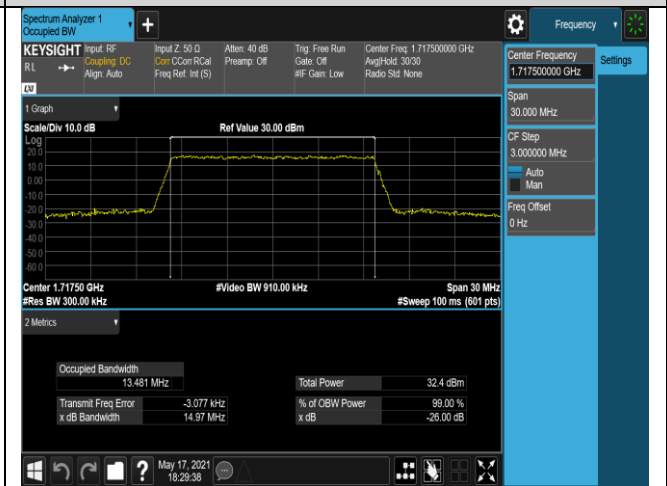 Spectrum Analyzer 1
Occupied BW
Frequency
KEYSIGHT Input: RF Input Z: 50 Ω Atten: 40 dB Trig: Free Run Center Freq: 1.717500000 GHz
RL Coupling: DC Corr CCorr RCal Preamp: Off Gate: Off Avg|Hold: 30/30
Align: Auto Freq Ref: Int (S) #IF Gain: Low Radio Std: None
LXI
Center Frequency
1.717500000 GHz
Settings
Span
30.000 MHz
CF Step
3.000000 MHz
Auto
Man
Freq Offset
0 Hz
1 Graph
Scale/Div 10.0 dB Ref Value 30.00 dBm
Log
20.0
10.0
0.00
-10.0
-20.0
-30.0
-40.0
-50.0
-60.0
Center 1.71750 GHz #Video BW 910.00 kHz Span 30 MHz
#Res BW 300.00 kHz #Sweep 100 ms (601 pts)
2 Metrics
Occupied Bandwidth
13.481 MHz Total Power 32.4 dBm
Transmit Freq Error -3.077 kHz % of OBW Power 99.00 %
x dB Bandwidth 14.97 MHz x dB -26.00 dB
?
May 17, 2021
18:29:38